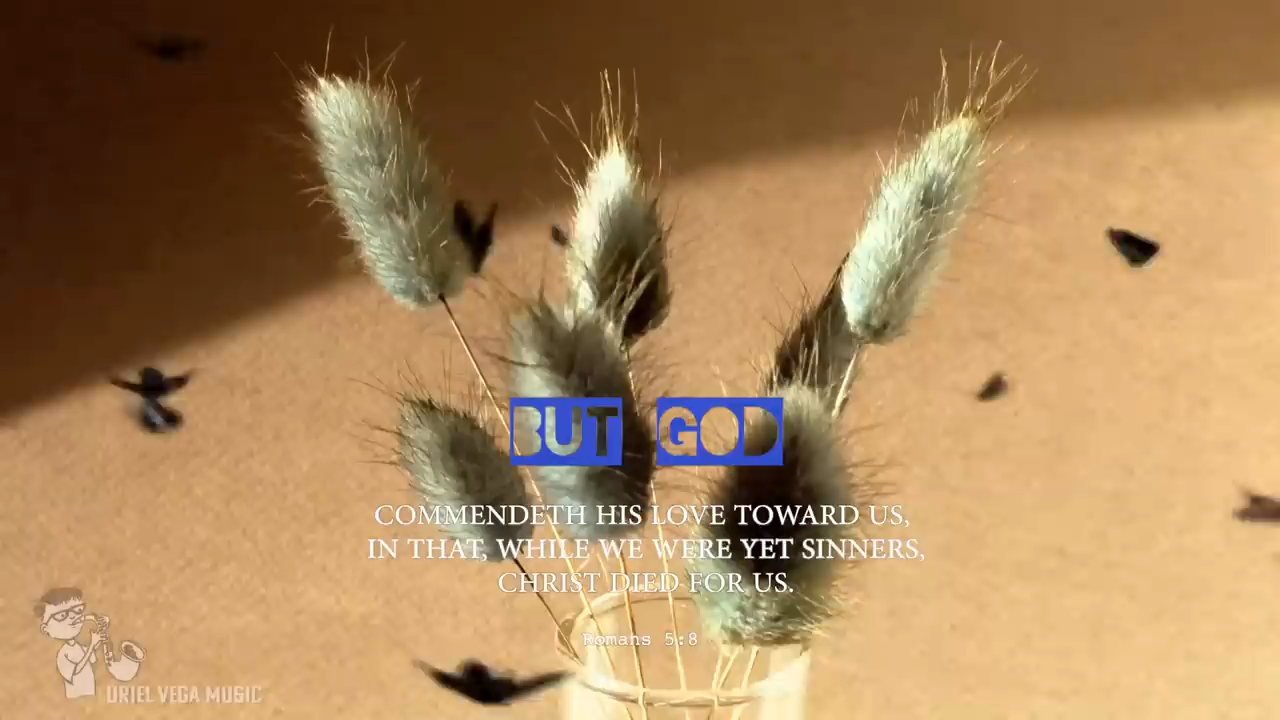 BUT GOD
COMMENDETH HIS LOVE TOWARD US,
IN THAT, WHILE WE WERE YET SINNERS,
CHRIST DIED FOR US.
Romans 5:8
URIEL VEGA MUSIC